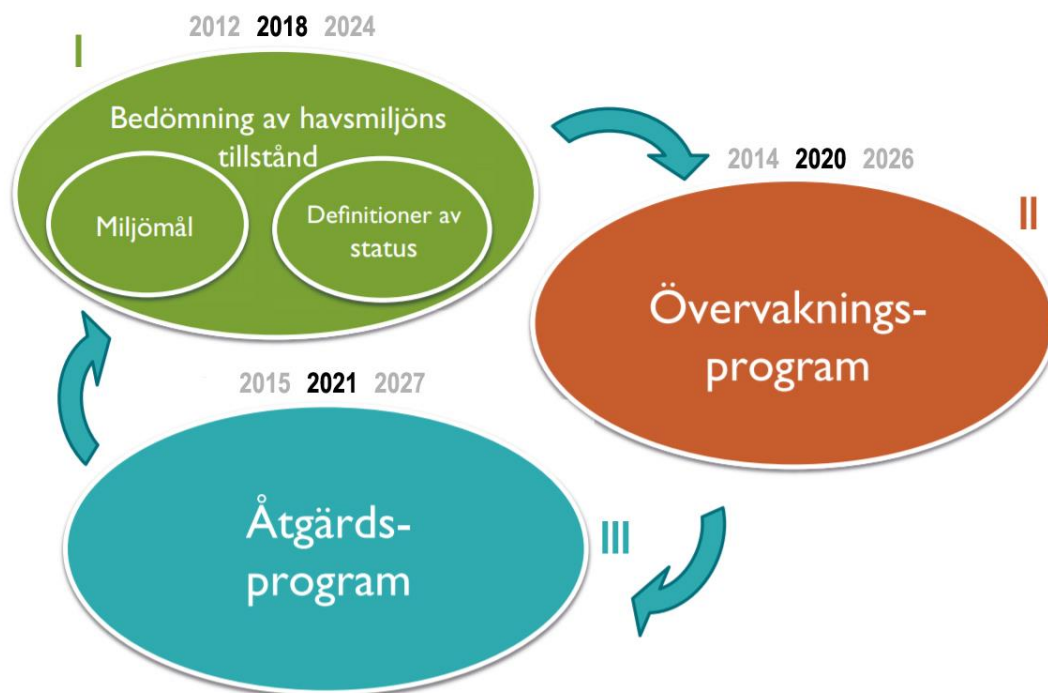 2012 2018 2024
I
Bedömning av havsmiljöns
tillstånd
Miljömål
Definitioner av
status
2014 2020 2026
II
Övervaknings-
program
2015 2021 2027
Åtgärds-
program
III